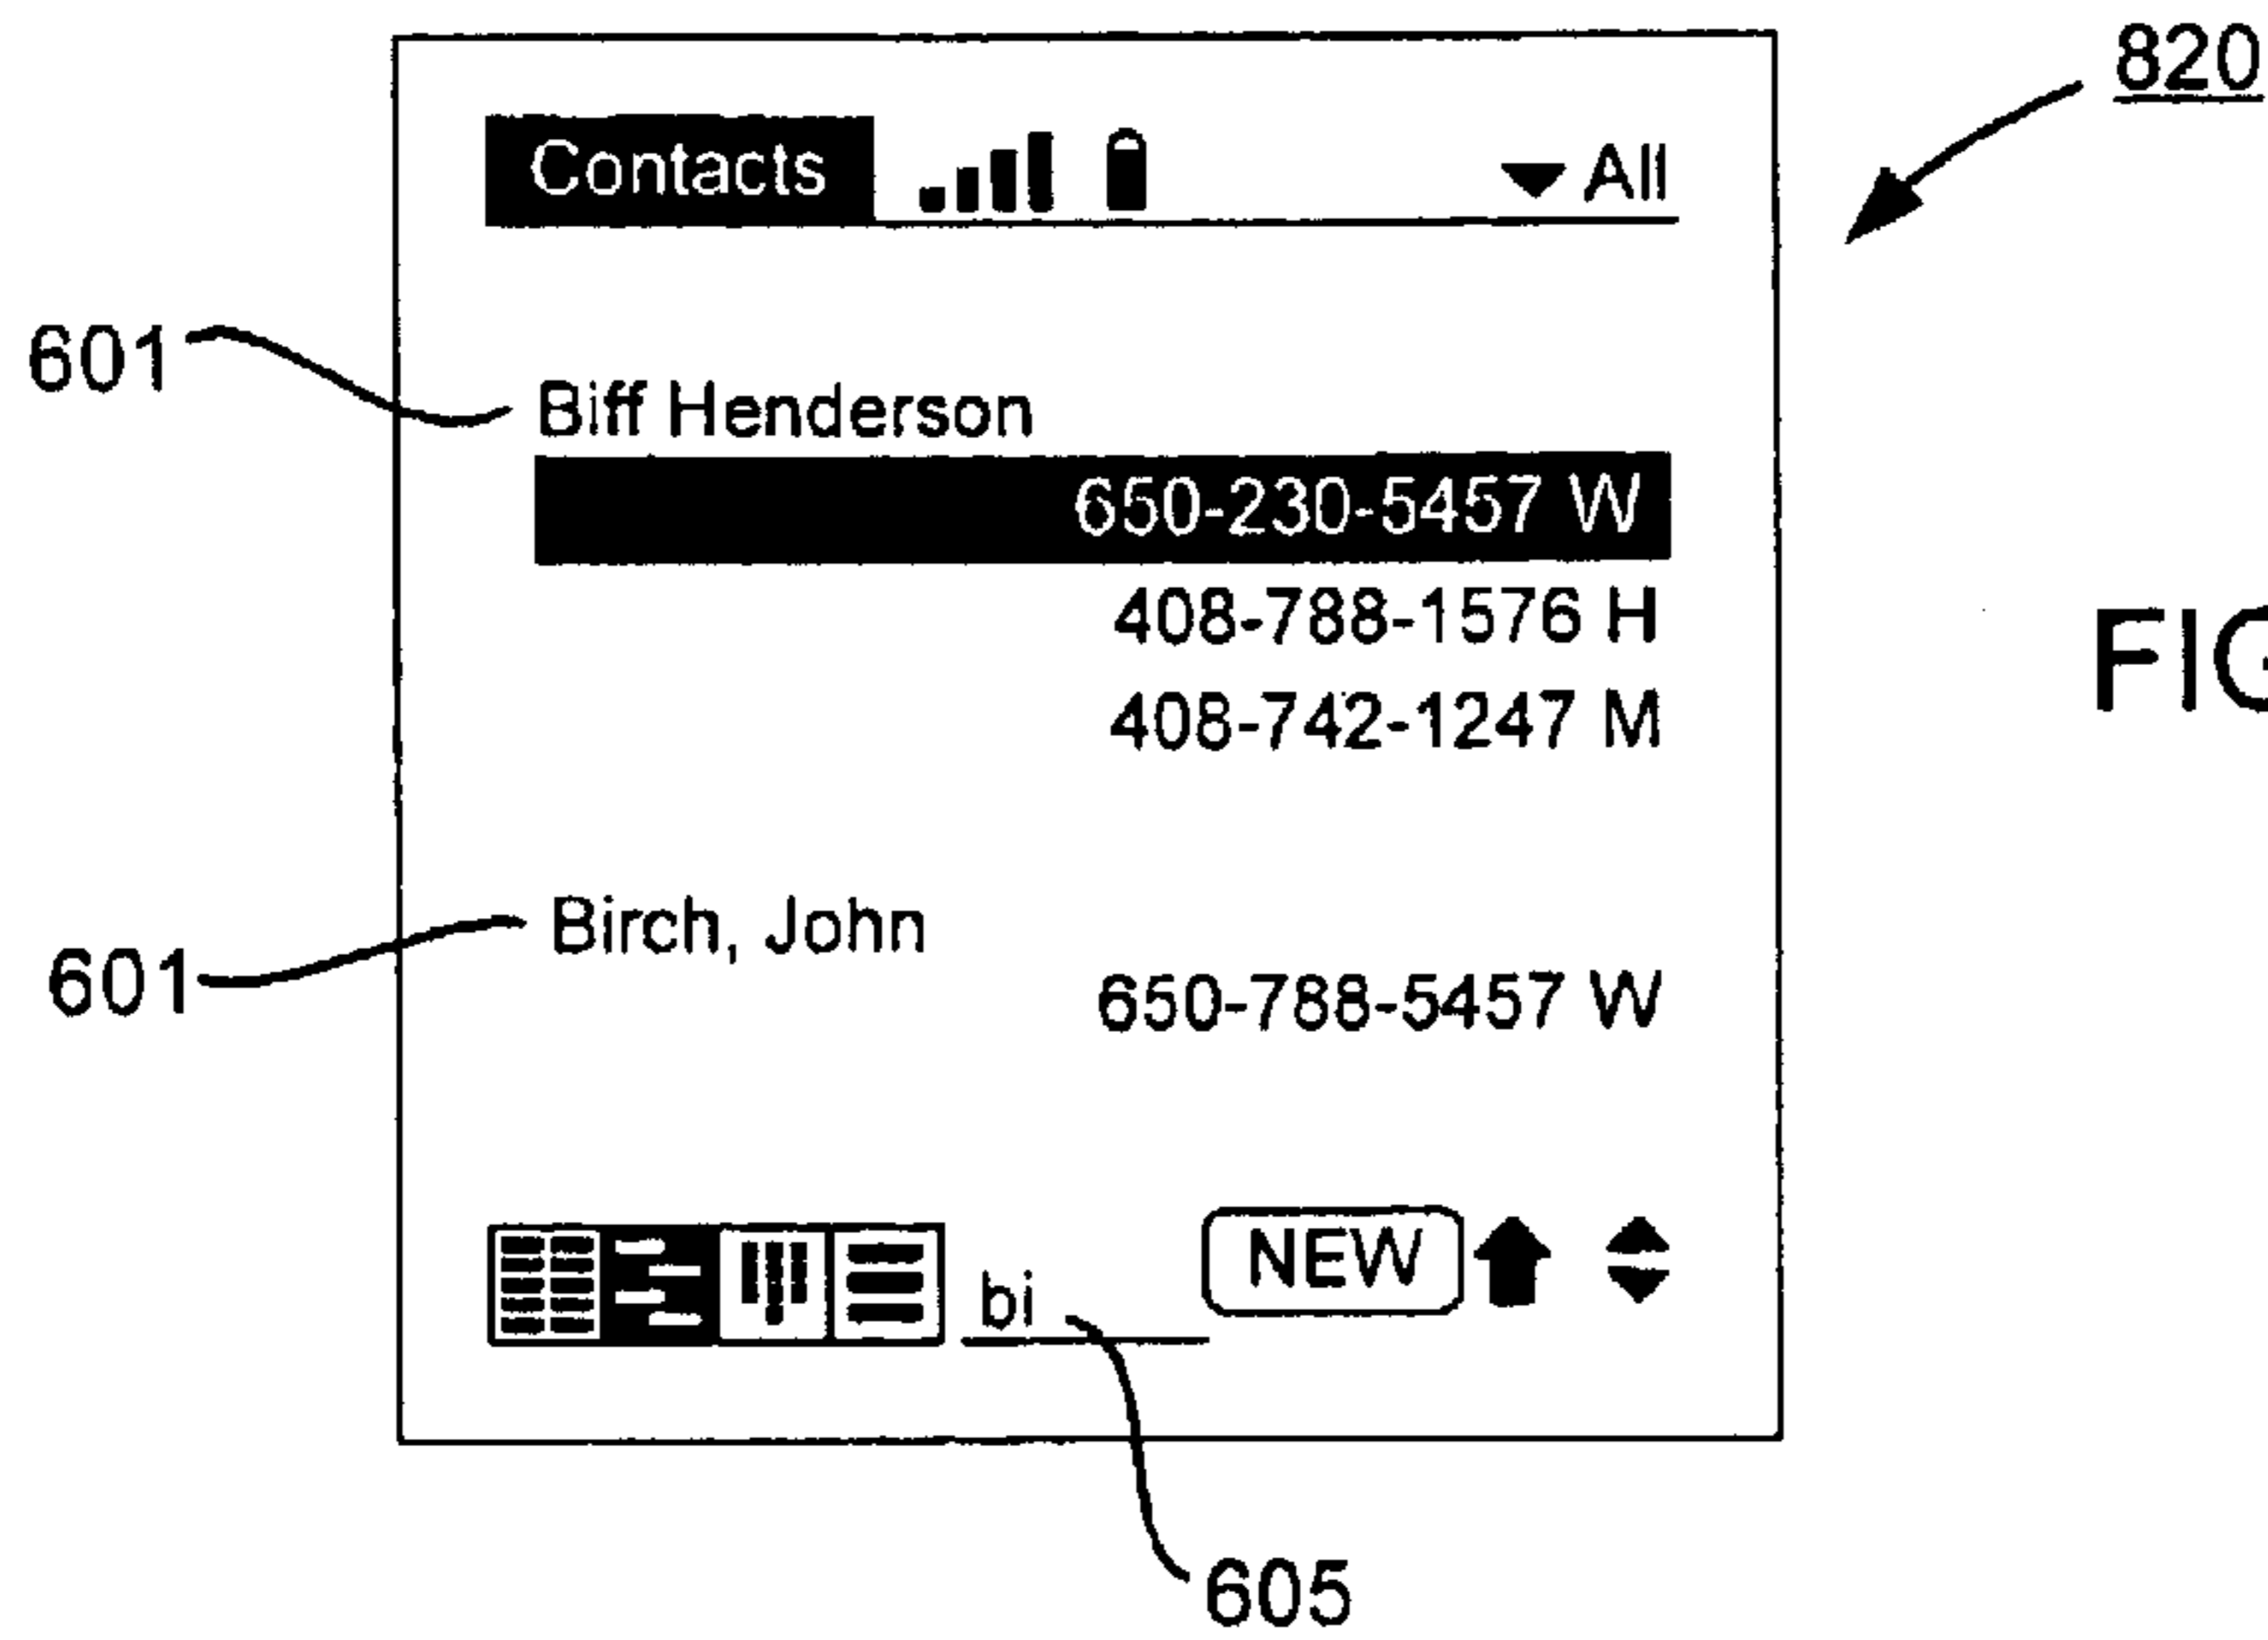 820
Contacts All
601
Biff Henderson
650-230-5457 W
408-788-1576 H
FIG
408-742-1247 M
Birch, John
601
650-788-5457 W
bi NEW
605